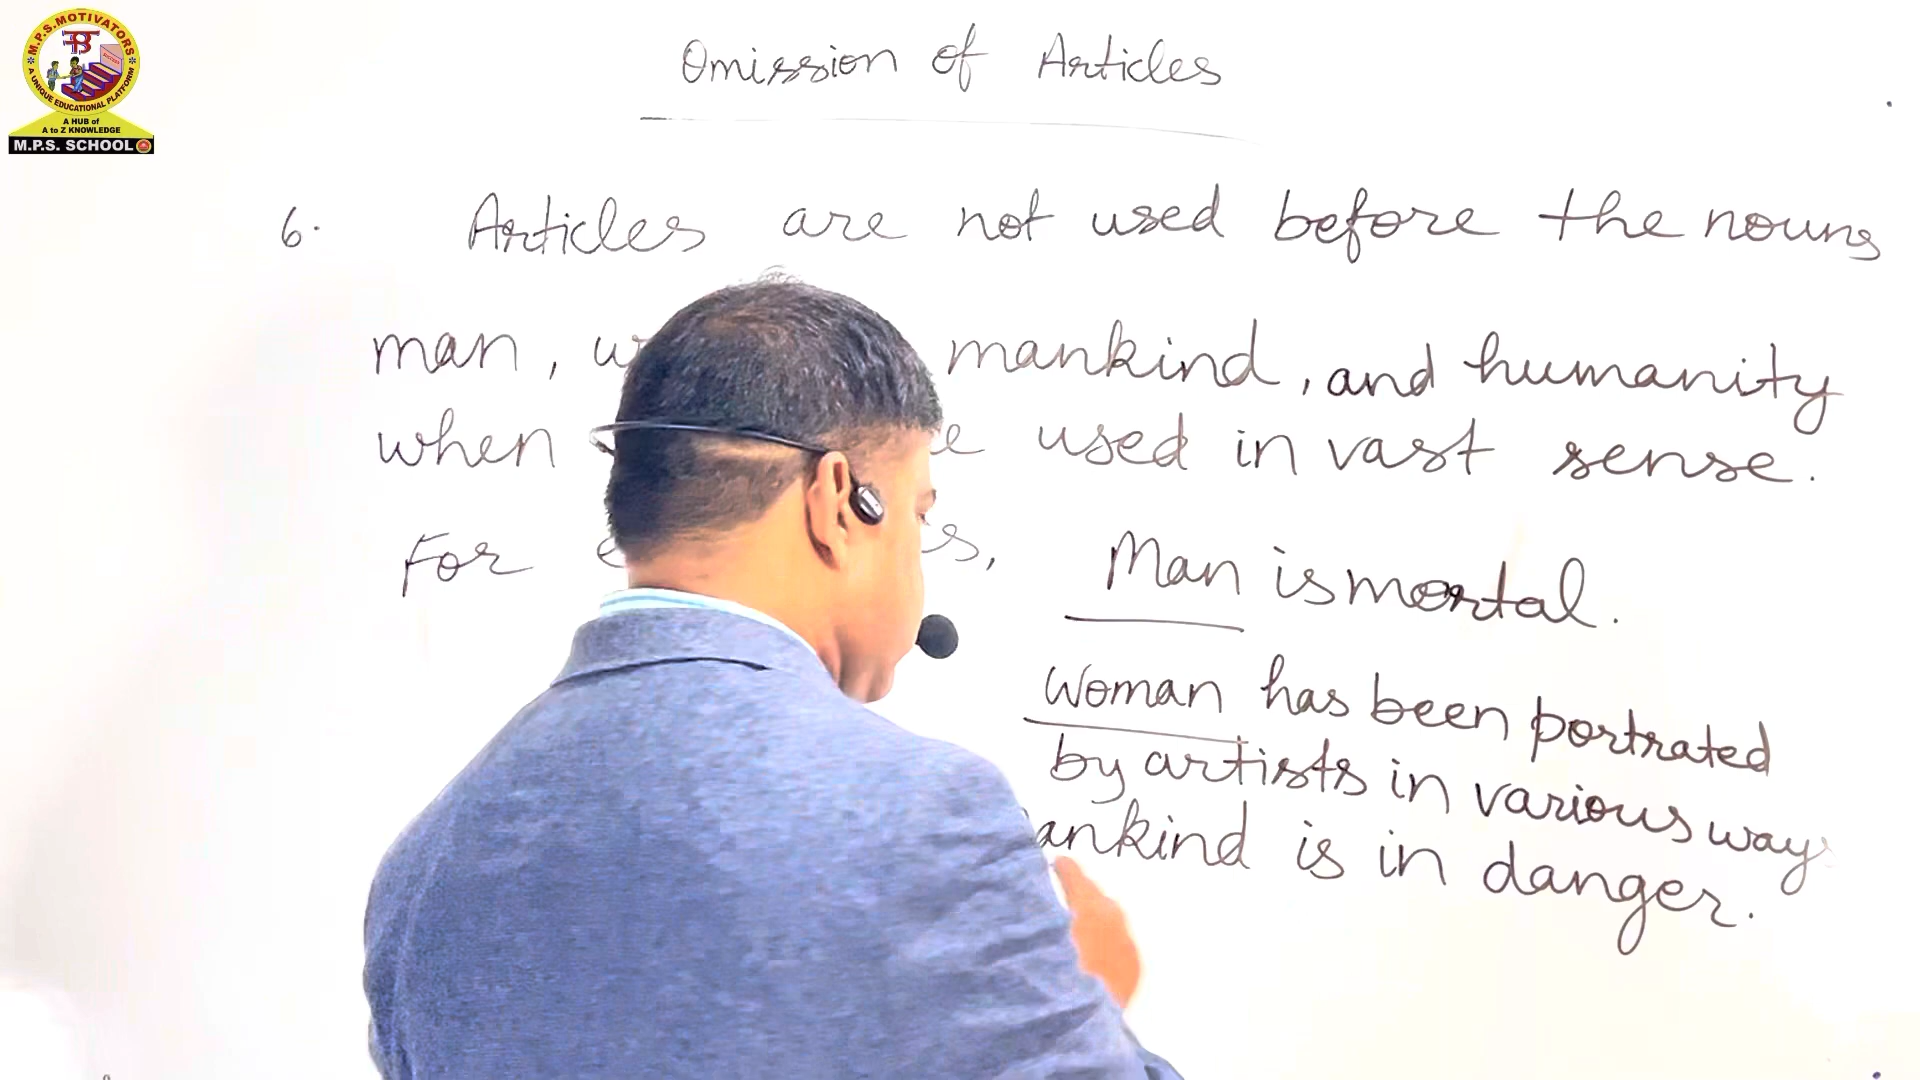 M.P.S. MOTIVATORS
A UNIQUE EDUCATIONAL PLATFORM
A HUB of
A to Z KNOWLEDGE
M.P.S. SCHOOL
Omission of Articles
6. Articles are not used before the nouns
man, mankind, and humanity
when used in vast sense.
For Man is mortal.
Woman has been portrated
by artists in various ways
ankind is in danger.